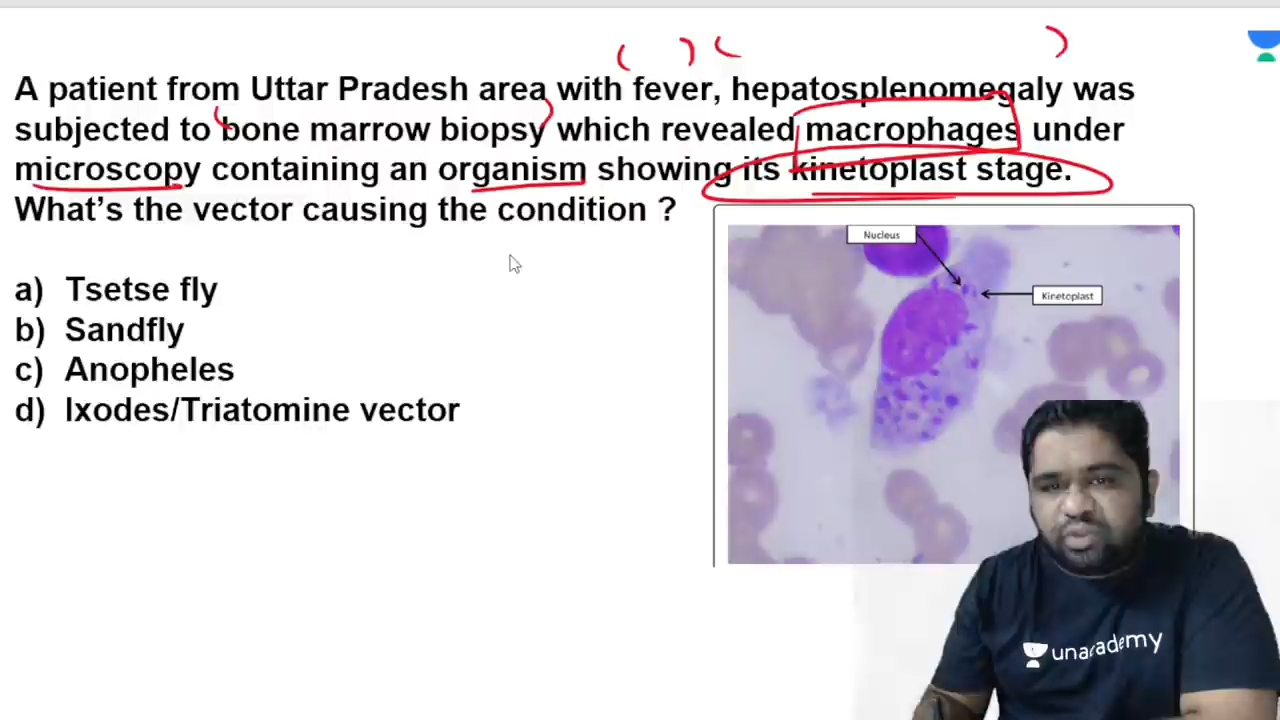 A patient from Uttar Pradesh area with fever, hepatosplenomegaly was
subjected to bone marrow biopsy which revealed macrophages under
microscopy containing an organism showing its kinetoplast stage.
What’s the vector causing the condition ?
a) Tsetse fly
b) Sandfly
c) Anopheles
d) Ixodes/Triatomine vector
Nucleus
Kinetoplast
unacademy